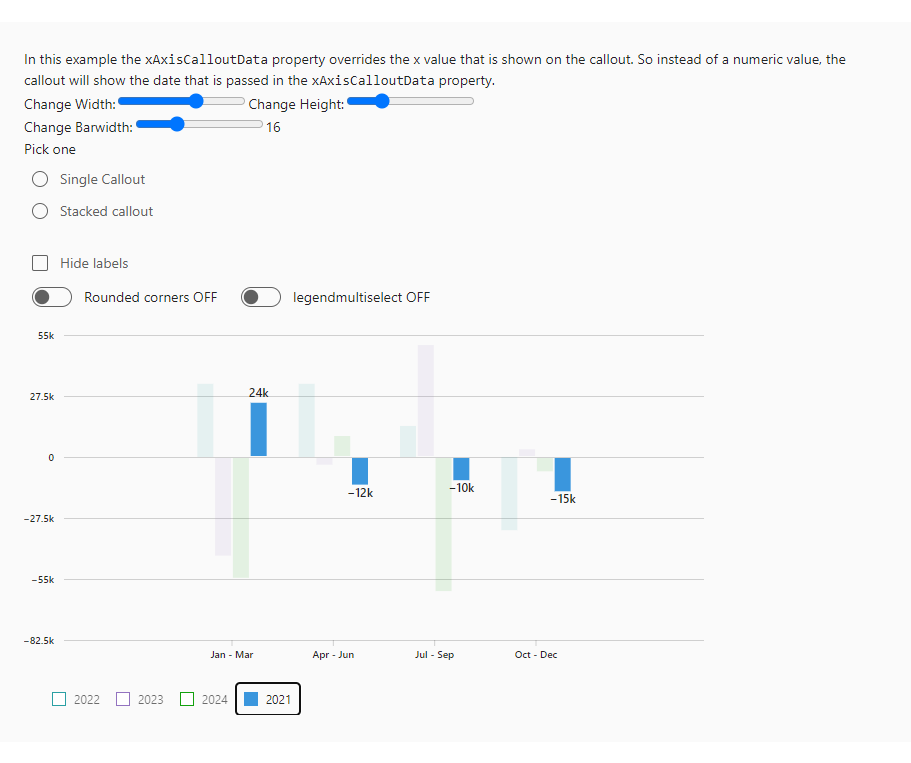 In this example the xAxisCalloutData property overrides the x value that is shown on the callout. So instead of a numeric value, the
callout will show the date that is passed in the xAxisCalloutData property.
Change Width: Change Height:
Change Barwidth: 16
Pick one
Single Callout
Stacked callout
Hide labels
Rounded corners OFF legendmultiselect OFF
55k
27.5k
24k
0
−12k
−10k
−15k
−27.5k
−55k
−82.5k
Jan - Mar Apr - Jun Jul - Sep Oct - Dec
2022 2023 2024 2021